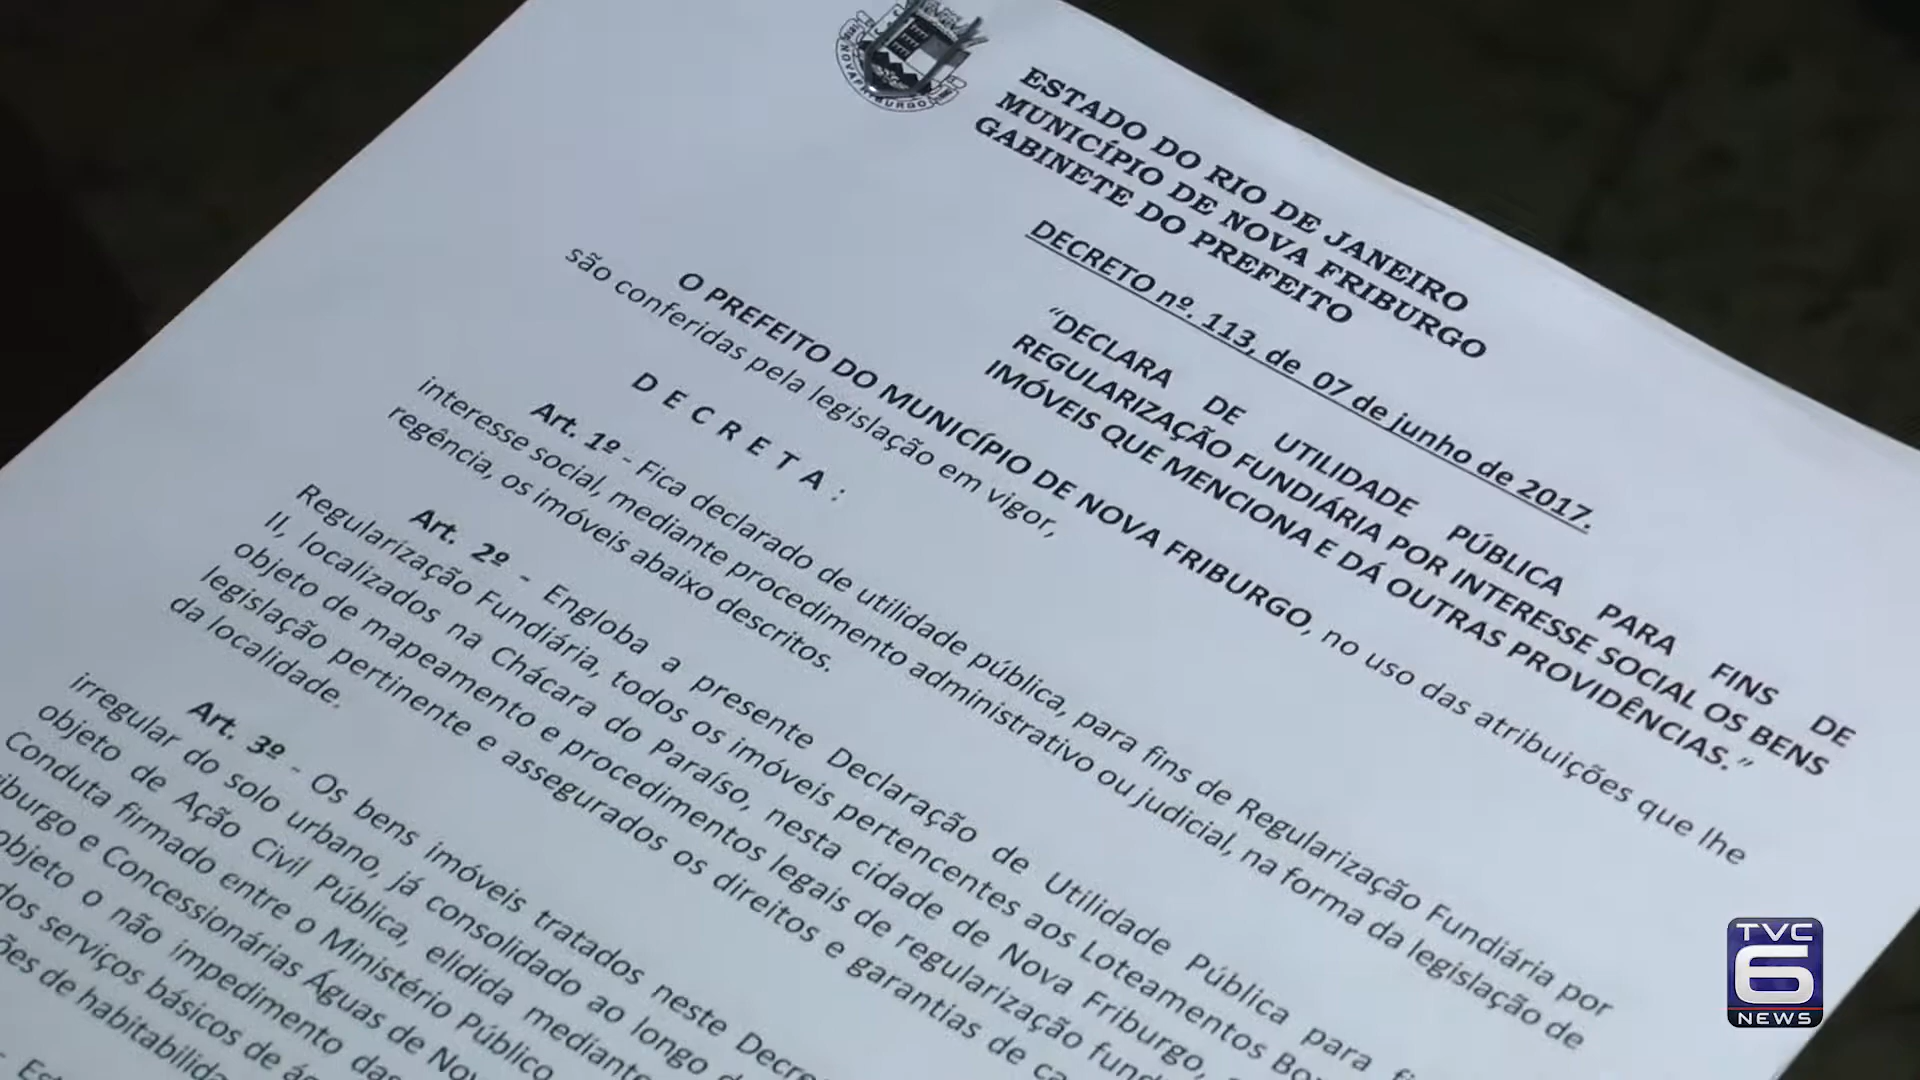 NOVA FRIBURGO
ESTADO DO RIO DE JANEIRO
MUNICÍPIO DE NOVA FRIBURGO
GABINETE DO PREFEITO
DECRETO nº. 113, de 07 de junho de 2017.
“DECLARA DE UTILIDADE PÚBLICA PARA FINS DE
REGULARIZAÇÃO FUNDIÁRIA POR INTERESSE SOCIAL OS BENS
IMÓVEIS QUE MENCIONA E DÁ OUTRAS PROVIDÊNCIAS.”
O PREFEITO DO MUNICÍPIO DE NOVA FRIBURGO, no uso das atribuições que lhe
são conferidas pela legislação em vigor,
D E C R E T A :
Art. 1º - Fica declarado de utilidade pública, para fins de Regularização Fundiária por
interesse social, mediante procedimento administrativo ou judicial, na forma da legislação de
regência, os imóveis abaixo descritos.
Art. 2º - Engloba a presente Declaração de Utilidade Pública para
Regularização Fundiária, todos os imóveis pertencentes aos Loteamentos
II, localizados na Chácara do Paraíso, nesta cidade de Nova Friburgo,
objeto de mapeamento e procedimentos legais de regularização
legislação pertinente e assegurados os direitos e garantias de
da localidade.
Art. 3º - Os bens imóveis tratados neste
irregular do solo urbano, já consolidado ao longo
objeto de Ação Civil Pública, elidida mediante
Conduta firmado entre o Ministério Público
e Concessionárias Águas de
objeto o não impedimento
dos serviços básicos de
de
TVC
6
NEWS